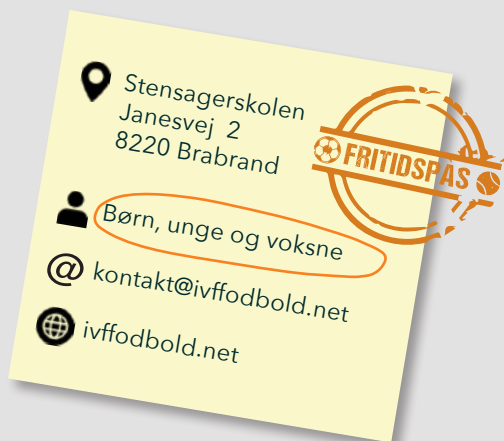 Stensagerskolen
Janesvej 2
8220 Brabrand
FRITIDSPAS
Børn, unge og voksne
kontakt@ivffodbold.net
ivffodbold.net